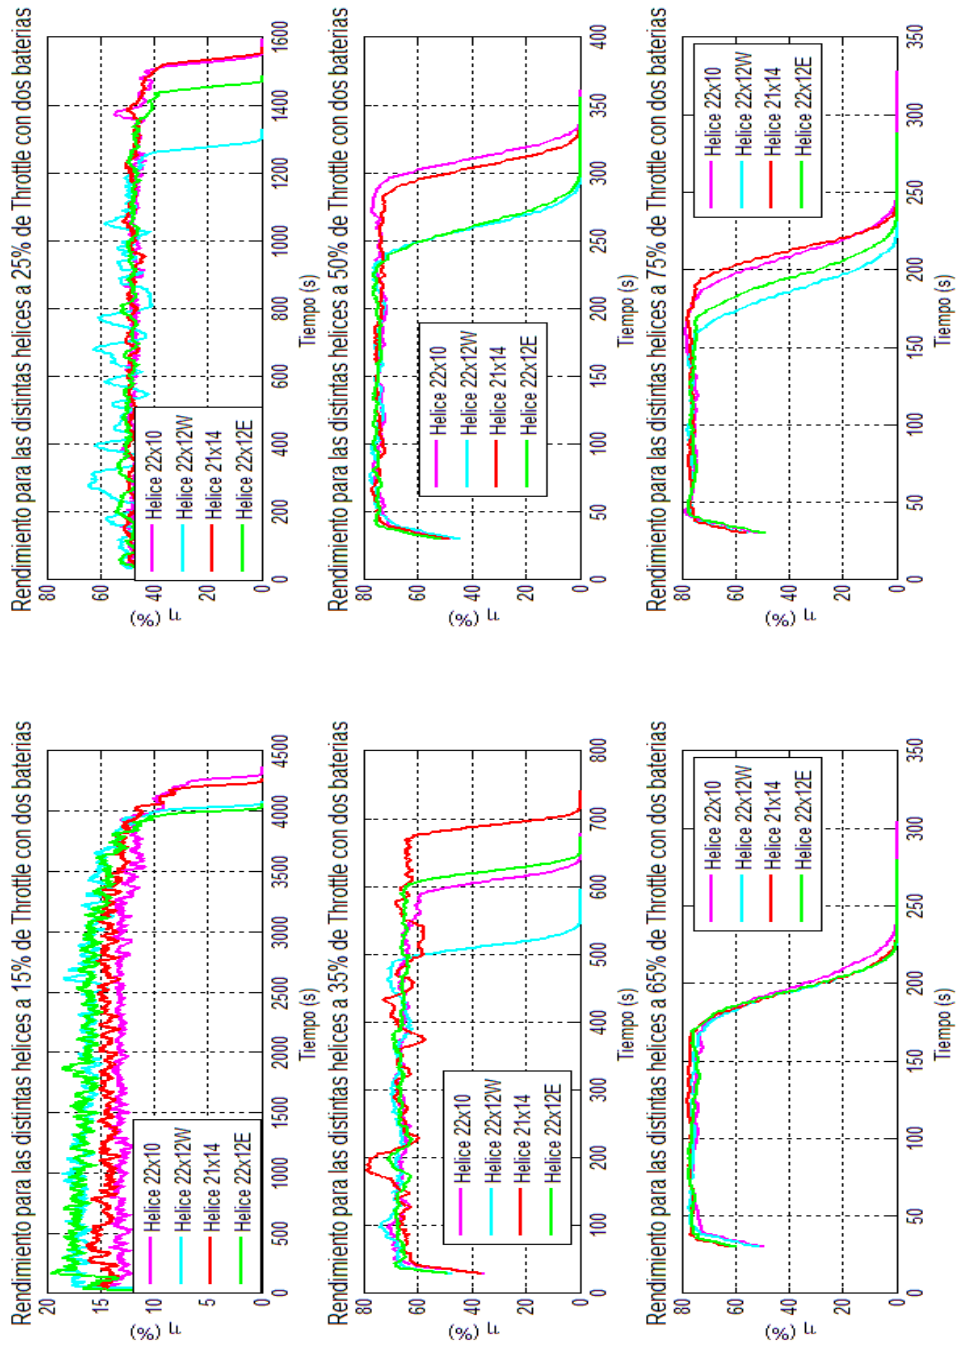 Rendimiento para las distintas helices a 15% de Throttle con dos baterias
20
15
10
5
0
η (%)
Helice 22x10
Helice 22x12W
Helice 21x14
Helice 22x12E
0 500 1000 1500 2000 2500 3000 3500 4000 4500
Tiempo (s)
Rendimiento para las distintas helices a 25% de Throttle con dos baterias
80
60
40
20
0
η (%)
Helice 22x10
Helice 22x12W
Helice 21x14
Helice 22x12E
0 200 400 600 800 1000 1200 1400 1600
Tiempo (s)
Rendimiento para las distintas helices a 35% de Throttle con dos baterias
80
60
40
20
0
η (%)
Helice 22x10
Helice 22x12W
Helice 21x14
Helice 22x12E
0 100 200 300 400 500 600 700 800
Tiempo (s)
Rendimiento para las distintas helices a 50% de Throttle con dos baterias
80
60
40
20
0
η (%)
Helice 22x10
Helice 22x12W
Helice 21x14
Helice 22x12E
0 50 100 150 200 250 300 400
Tiempo (s)
Rendimiento para las distintas helices a 65% de Throttle con dos baterias
80
60
40
20
0
η (%)
Helice 22x10
Helice 22x12W
Helice 21x14
Helice 22x12E
0 50 100 150 200 250 300 350
Tiempo (s)
Rendimiento para las distintas helices a 75% de Throttle con dos baterias
80
60
40
20
0
η (%)
Helice 22x10
Helice 22x12W
Helice 21x14
Helice 22x12E
0 50 100 150 200 250 300 350
Tiempo (s)